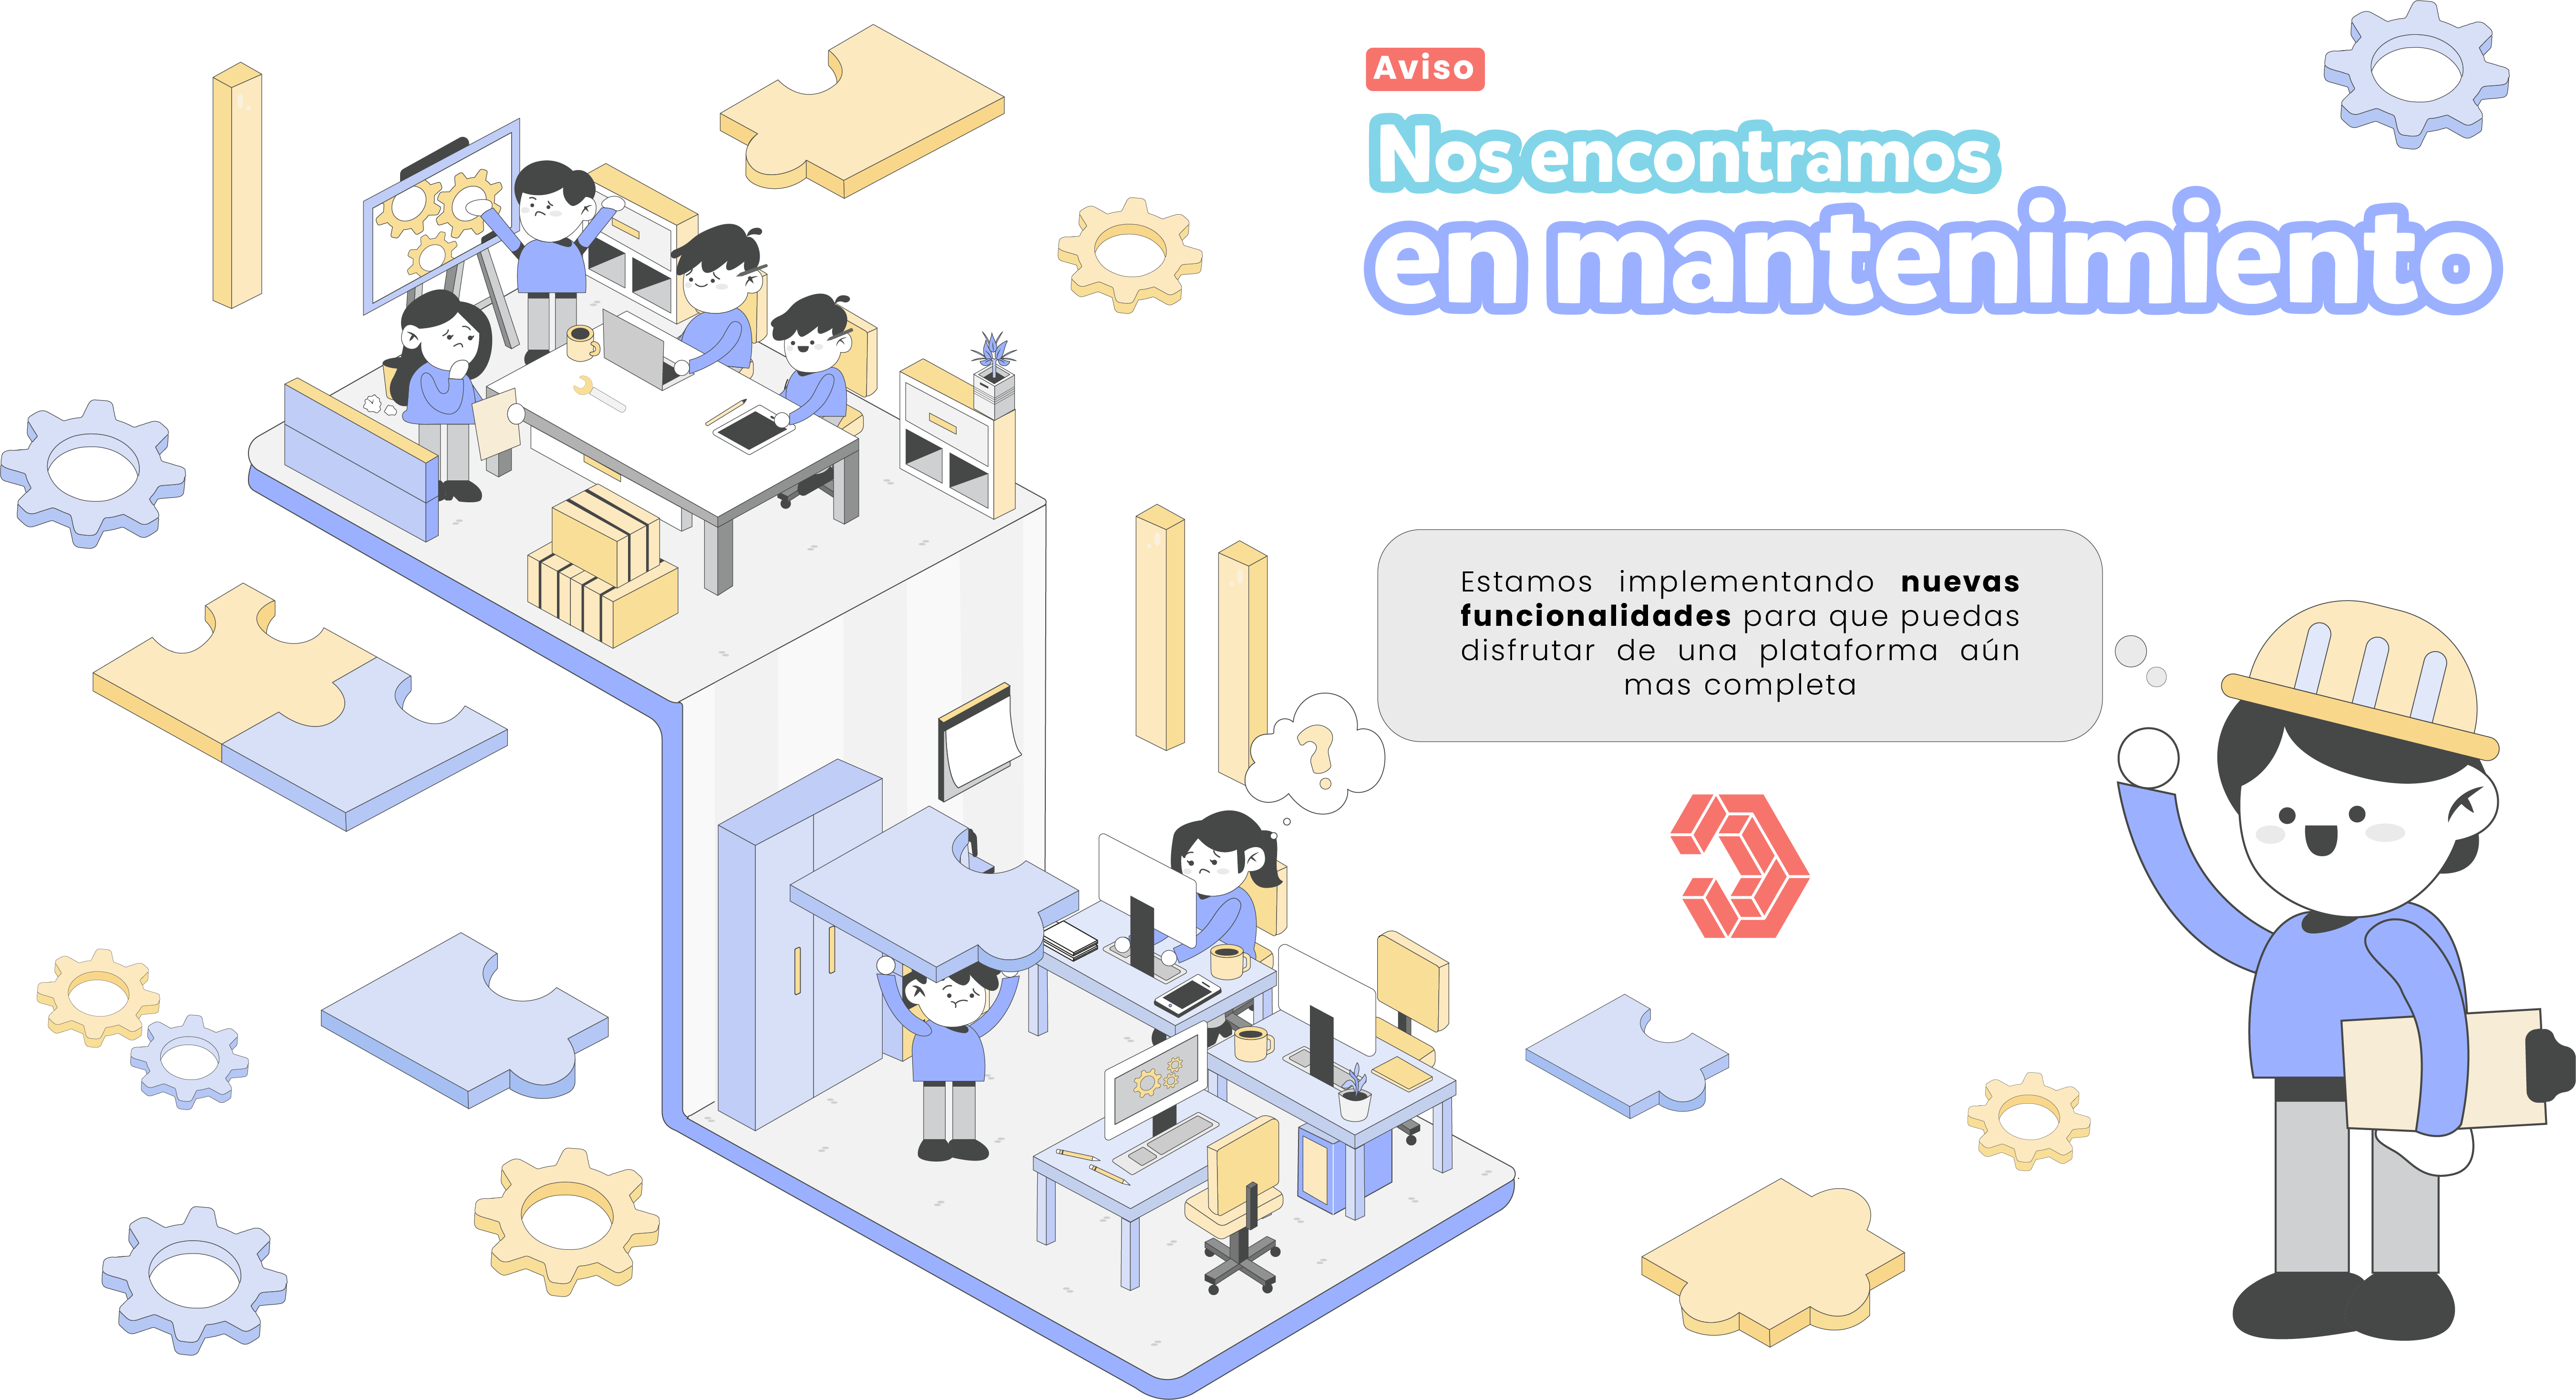 Aviso
Nos encontramos
en mantenimiento
Estamos implementando nuevas
funcionalidades para que puedas
disfrutar de una plataforma aún
mas completa
?